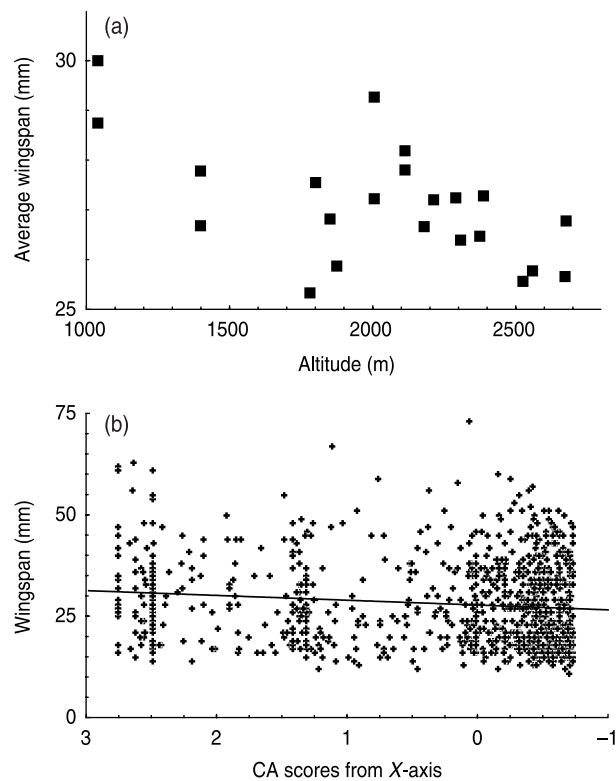 (a)
30
25
Average wingspan (mm)
1000 1500 2000 2500
Altitude (m)
(b)
75
50
25
0
Wingspan (mm)
3 2 1 0 −1
CA scores from X-axis